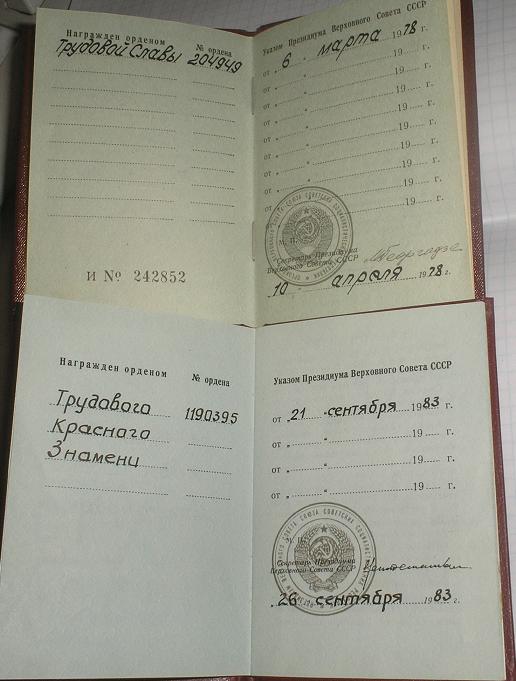 Награжден орденом № ордена
Трудовой Славы 204949
И № 242852
Указом Президиума Верховного Совета СССР
от „ 6 “ марта 1978 г.
от „ “ 19 г.
от „ “ 19 г.
от „ “ 19 г.
от „ “ 19 г.
от „ “ 19 г.
от „ “ 19 г.
от „ “ 19 г.
от „ “ 19 г.
М. П.
Секретарь Президиума
Верховного Совета СССР
10 апреля 1978 г.
Награжден орденом № ордена
Трудового 1190395
Красного
Знамени
Указом Президиума Верховного Совета СССР
от „ 21 “ сентября 1983 г.
от „ “ 19 г.
от „ “ 19 г.
от „ “ 19 г.
Секретарь Президиума
Верховного Совета СССР
„ 26 “ сентября 1983 г.